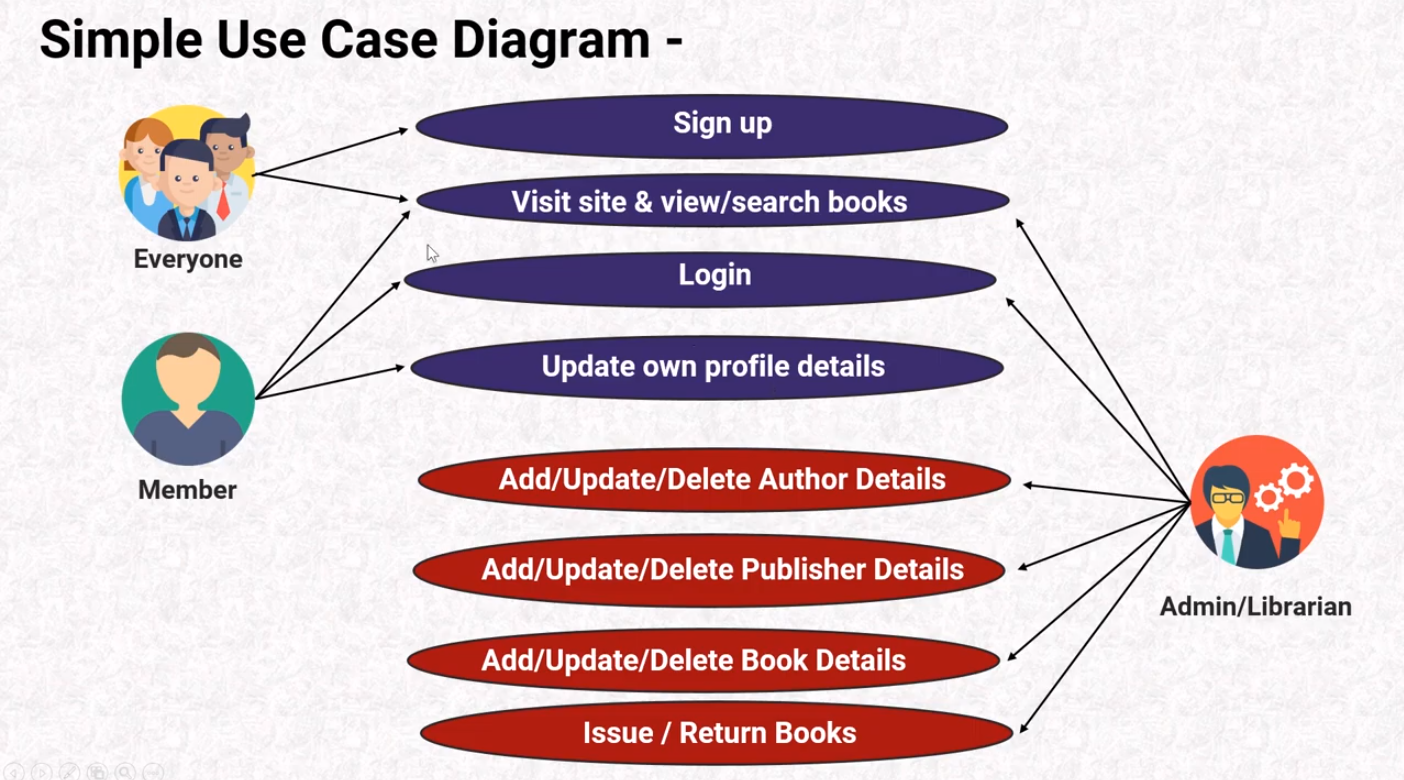 Simple Use Case Diagram -
Sign up
Visit site & view/search books
Everyone
Login
Update own profile details
Member
Add/Update/Delete Author Details
Add/Update/Delete Publisher Details
Admin/Librarian
Add/Update/Delete Book Details
Issue / Return Books